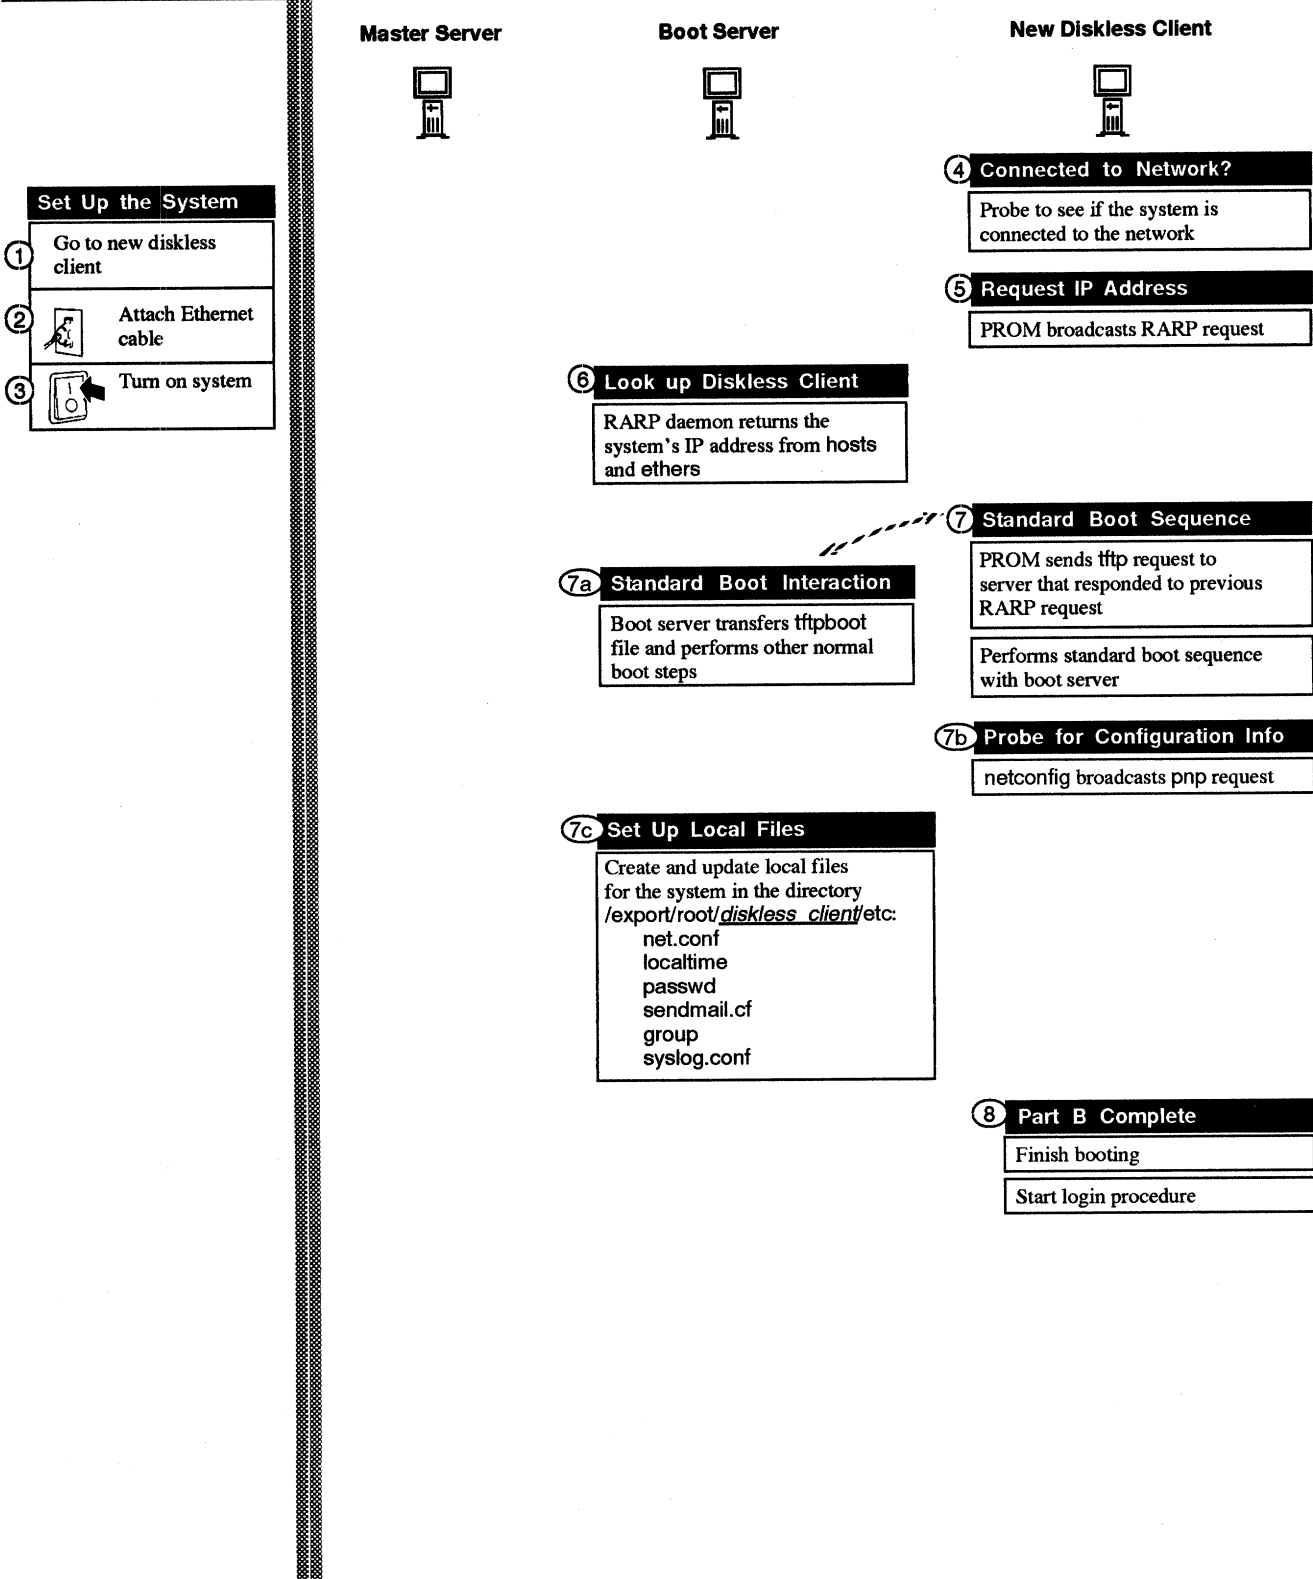 Master Server
Boot Server
New Diskless Client
Set Up the System
1
Go to new diskless
client
2
Attach Ethernet
cable
3
Turn on system
4
Connected to Network?
Probe to see if the system is
connected to the network
5
Request IP Address
PROM broadcasts RARP request
6
Look up Diskless Client
RARP daemon returns the
system's IP address from hosts
and ethers
7
Standard Boot Sequence
PROM sends tftp request to
server that responded to previous
RARP request
Performs standard boot sequence
with boot server
7a
Standard Boot Interaction
Boot server transfers tftpboot
file and performs other normal
boot steps
7b
Probe for Configuration Info
netconfig broadcasts pnp request
7c
Set Up Local Files
Create and update local files
for the system in the directory
/export/root/diskless_client/etc:
net.conf
localtime
passwd
sendmail.cf
group
syslog.conf
8
Part B Complete
Finish booting
Start login procedure